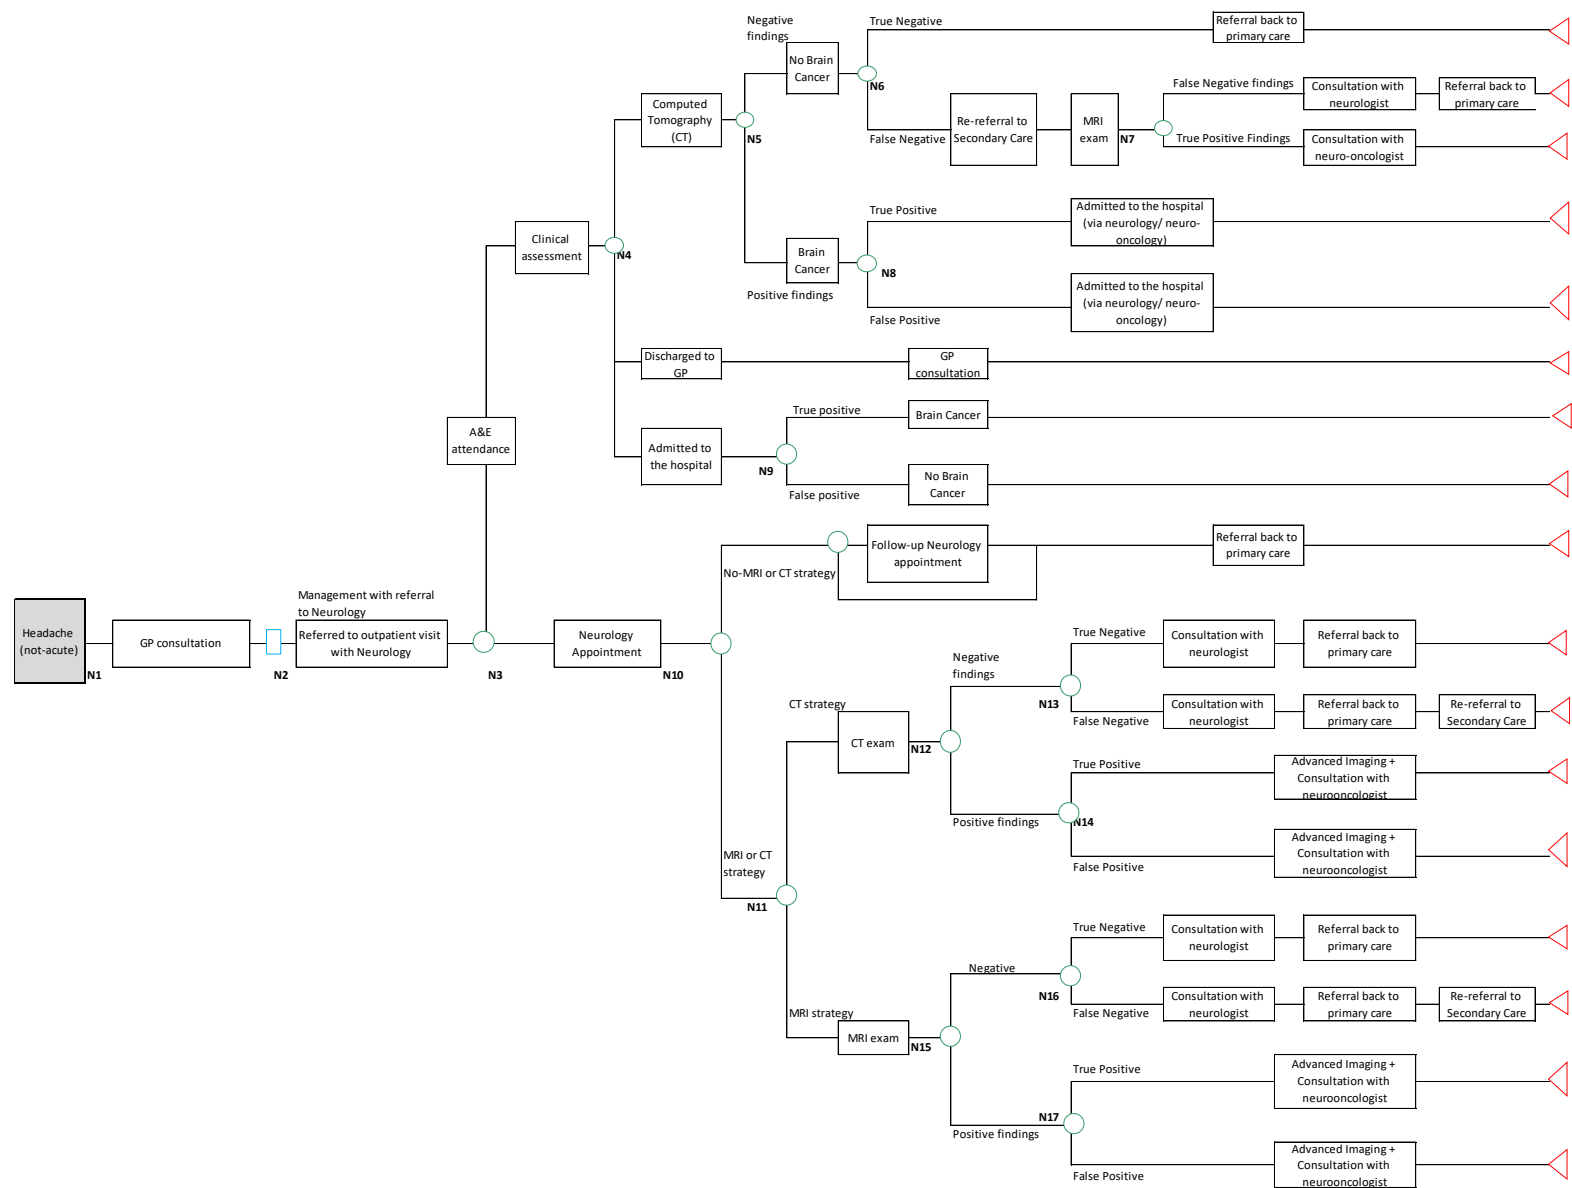 Negative
findings
No Brain
Cancer
True Negative
Referral back to
primary care
N6
Computed
Tomography
(CT)
N5
False Negative
Re-referral to
Secondary Care
MRI
exam
N7
False Negative findings
Consultation with
neurologist
Referral back to
primary care
True Positive Findings
Consultation with
neuro-oncologist
Clinical
assessment
N4
Brain
Cancer
Positive findings
N8
True Positive
Admitted to the hospital
(via neurology/ neuro-
oncology)
False Positive
Admitted to the hospital
(via neurology/ neuro-
oncology)
Discharged to
GP
GP
consultation
A&E
attendance
Admitted to
the hospital
N9
True positive
Brain Cancer
False positive
No Brain
Cancer
No-MRI or CT strategy
Follow-up Neurology
appointment
Referral back to
primary care
Headache
(not-acute)
N1
GP consultation
N2
Management with referral
to Neurology
Referred to outpatient visit
with Neurology
N3
Neurology
Appointment
N10
MRI or CT
strategy
N11
CT strategy
CT exam
N12
Negative
findings
N13
True Negative
Consultation with
neurologist
Referral back to
primary care
False Negative
Consultation with
neurologist
Referral back to
primary care
Re-referral to
Secondary Care
Positive findings
N14
True Positive
Advanced Imaging +
Consultation with
neurooncologist
False Positive
Advanced Imaging +
Consultation with
neurooncologist
MRI strategy
MRI exam
N15
Negative
N16
True Negative
Consultation with
neurologist
Referral back to
primary care
False Negative
Consultation with
neurologist
Referral back to
primary care
Re-referral to
Secondary Care
Positive findings
N17
True Positive
Advanced Imaging +
Consultation with
neurooncologist
False Positive
Advanced Imaging +
Consultation with
neurooncologist